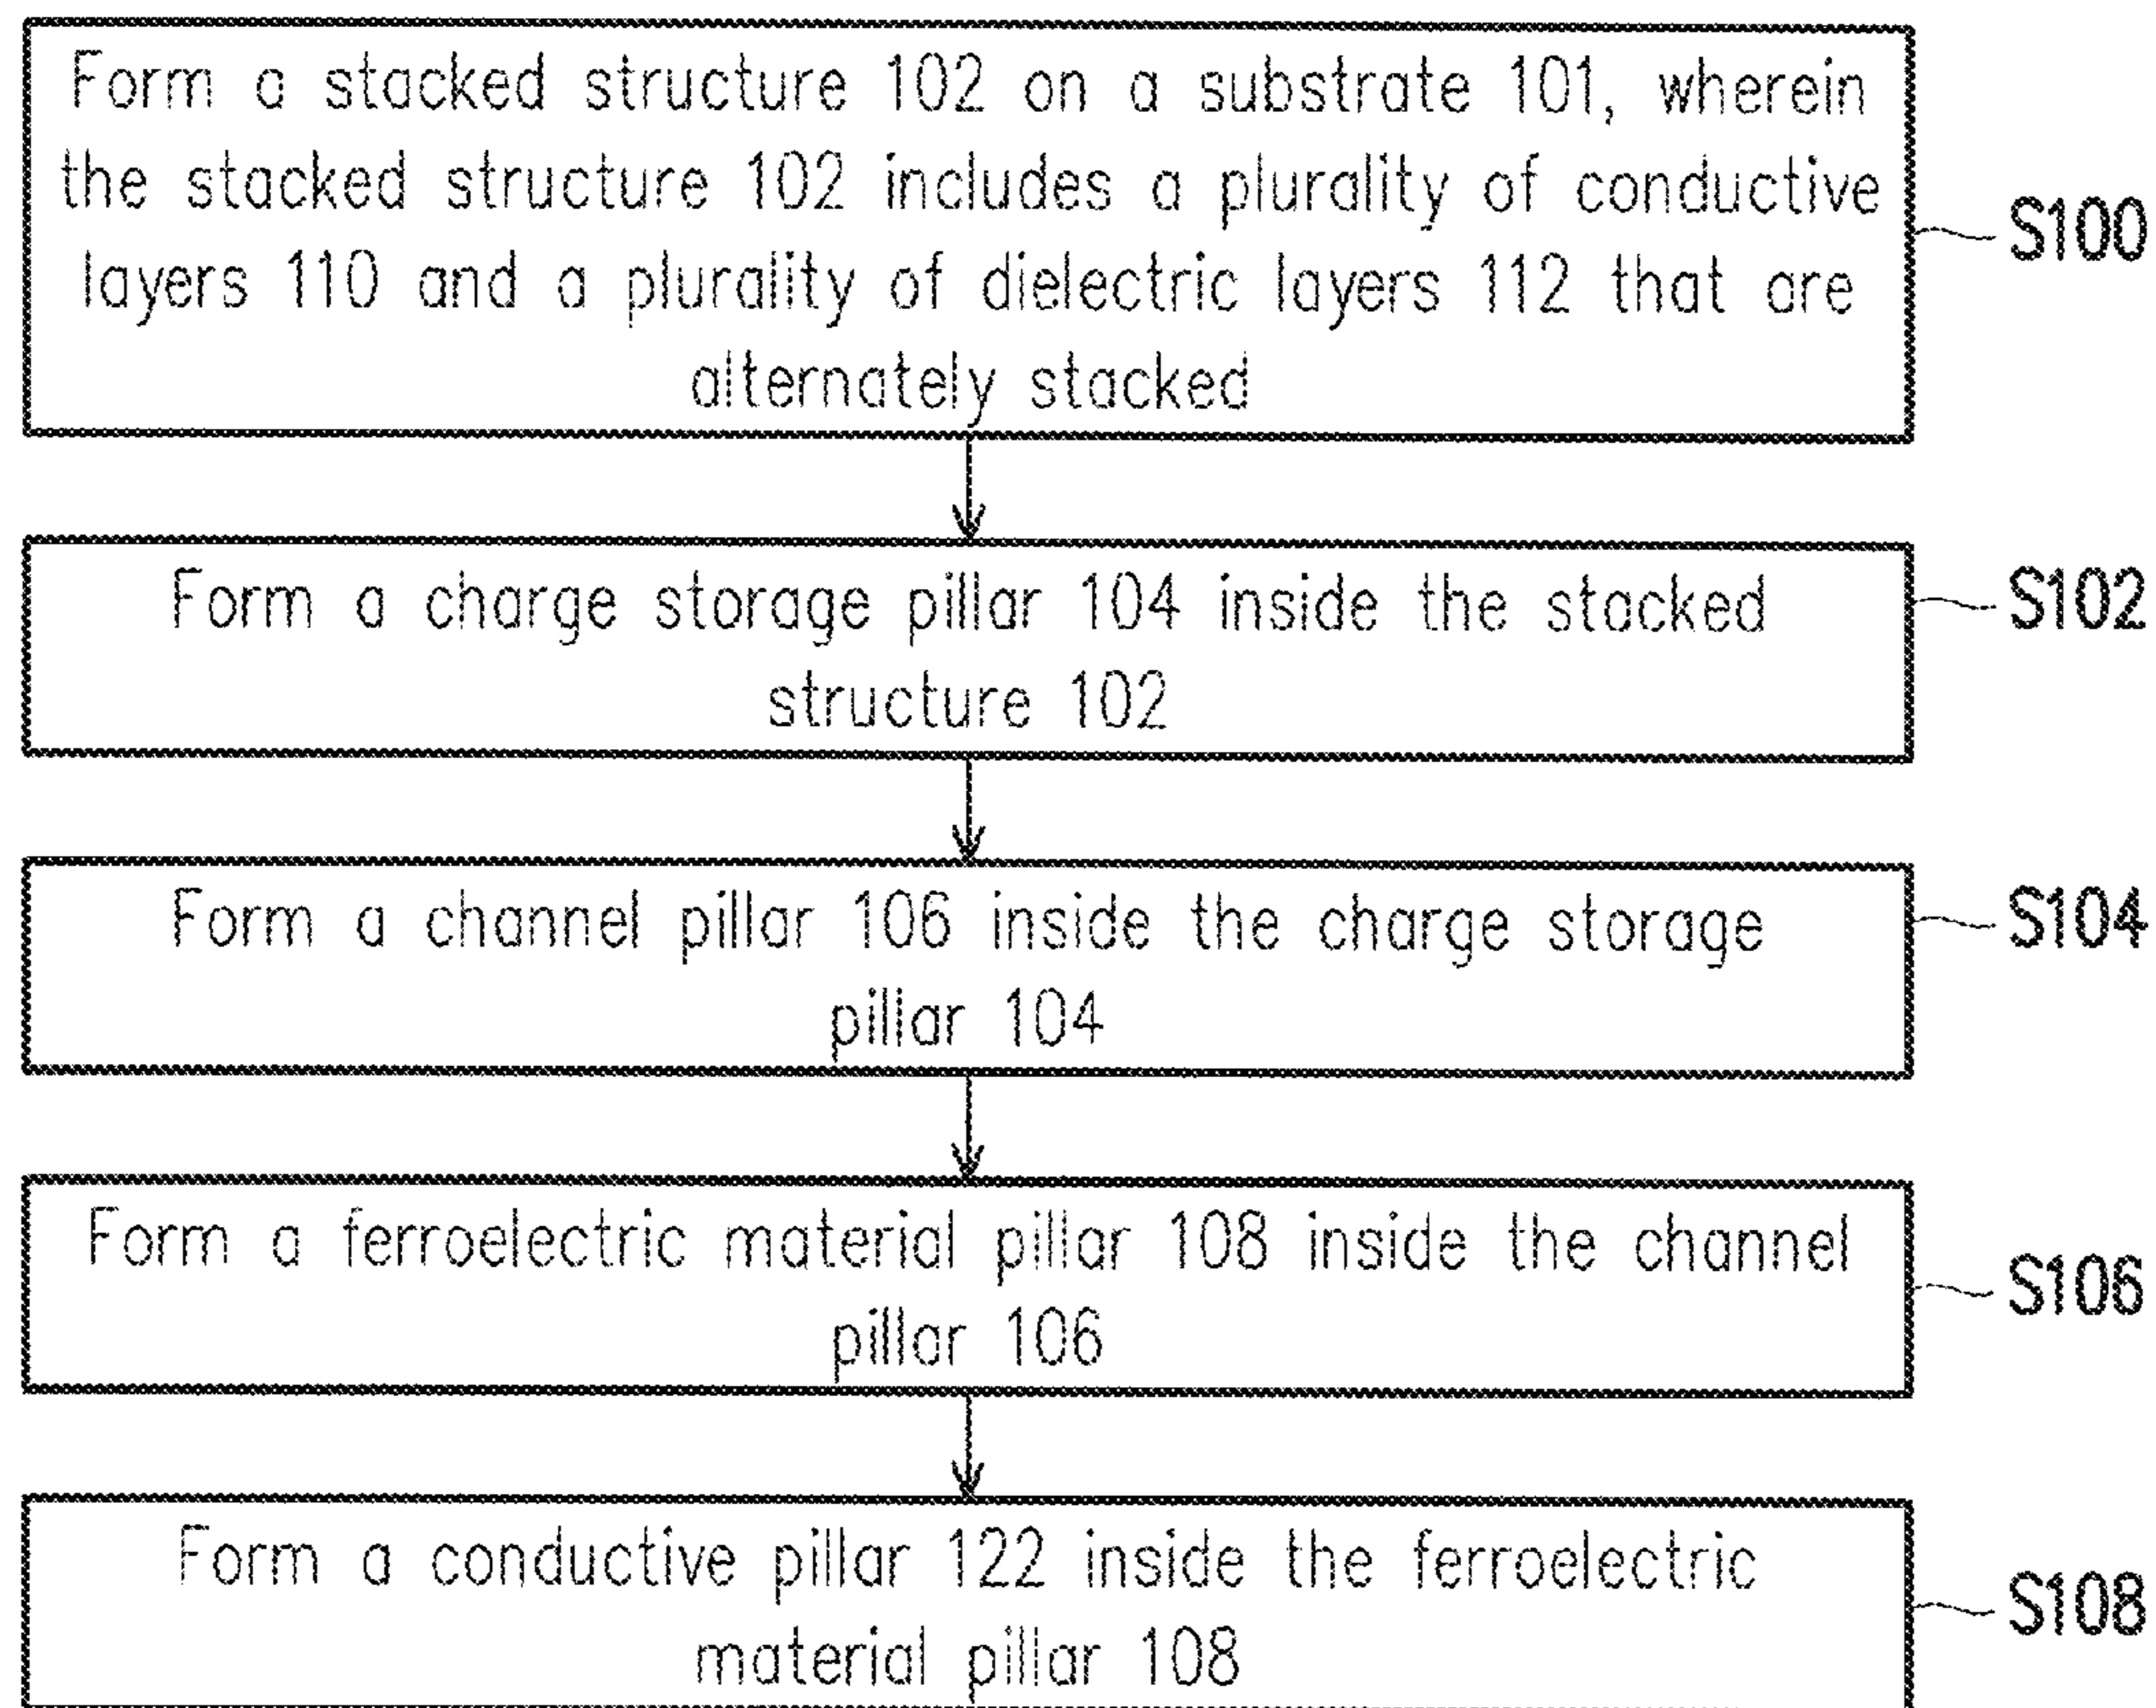 Form a stacked structure 102 on a substrate 101, wherein
the stacked structure 102 includes a plurality of conductive
layers 110 and a plurality of dielectric layers 112 that are
alternately stacked
S100
Form a charge storage pillar 104 inside the stacked
structure 102
S102
Form a channel pillar 106 inside the charge storage
pillar 104
S104
Form a ferroelectric material pillar 108 inside the channel
pillar 106
S106
Form a conductive pillar 122 inside the ferroelectric
material pillar 108
S108